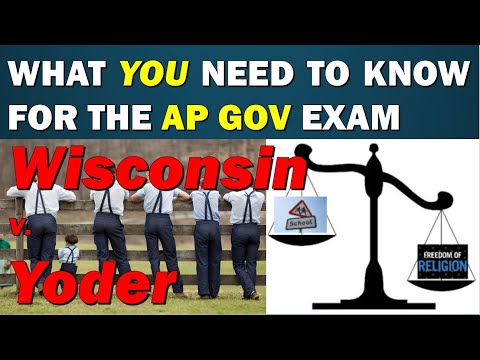 WHAT YOU NEED TO KNOW
FOR THE AP GOV EXAM
Wisconsin
v.
Yoder
School
FREEDOM OF
RELIGION